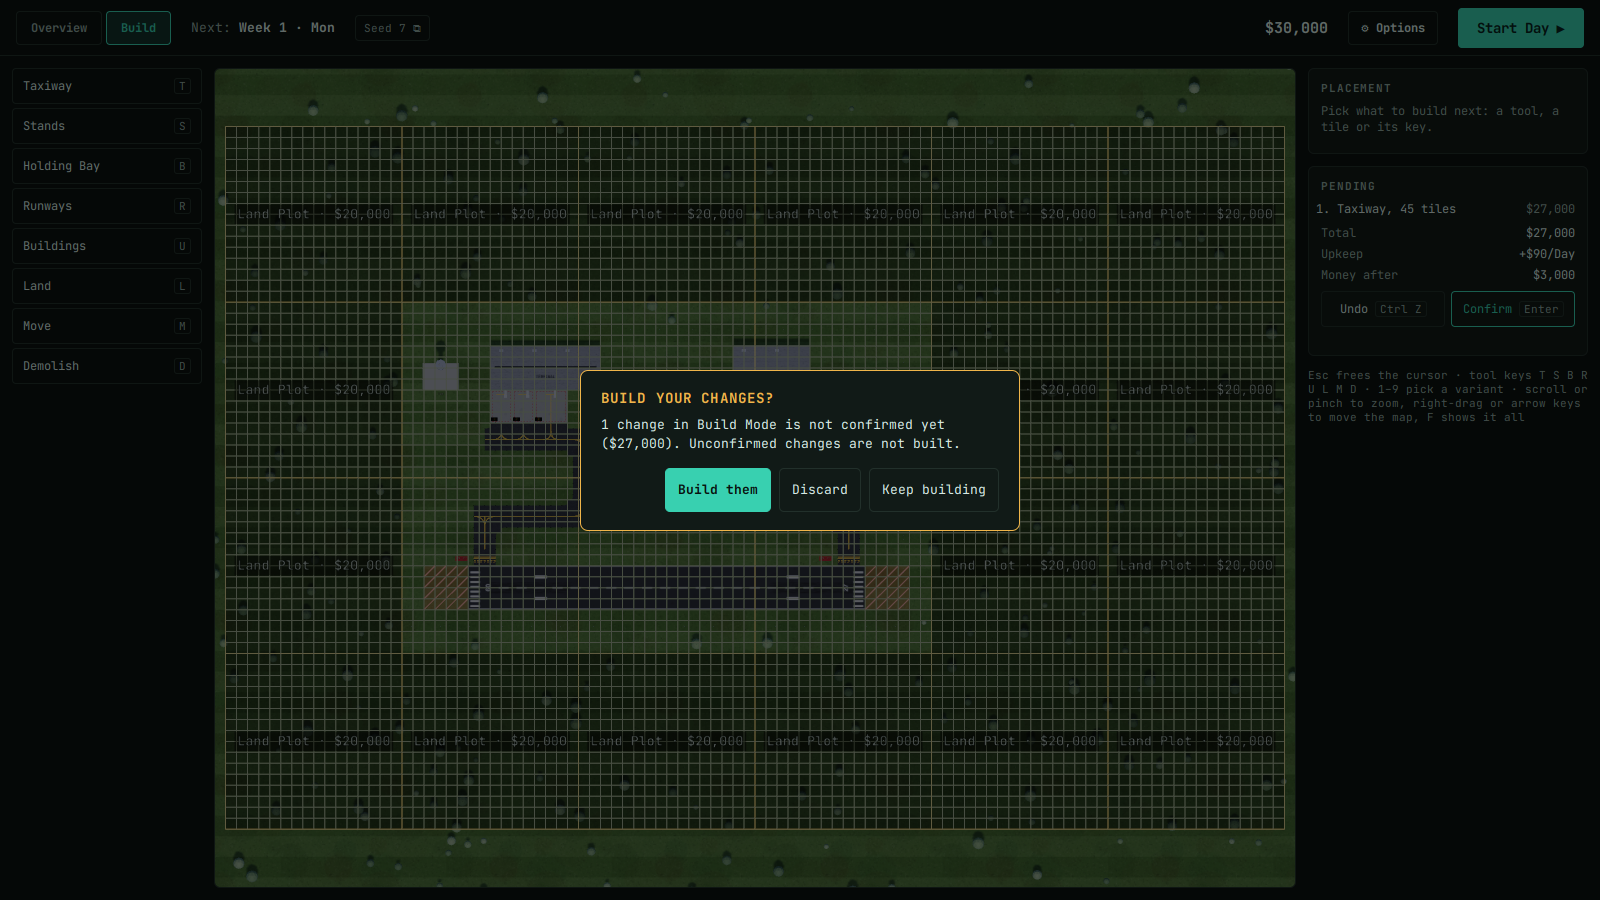 Overview Build Next: Week 1 · Mon Seed 7 $30,000 Options Start Day ▶
Taxiway T
Stands S
Holding Bay B
Runways R
Buildings U
Land L
Move M
Demolish D
Land Plot · $20,000 Land Plot · $20,000 Land Plot · $20,000 Land Plot · $20,000 Land Plot · $20,000 Land Plot · $20,000
Land Plot · $20,000 Land Plot · $20,000 Land Plot · $20,000
Land Plot · $20,000 Land Plot · $20,000 Land Plot · $20,000
Land Plot · $20,000 Land Plot · $20,000 Land Plot · $20,000 Land Plot · $20,000 Land Plot · $20,000 Land Plot · $20,000
BUILD YOUR CHANGES?
1 change in Build Mode is not confirmed yet
($27,000). Unconfirmed changes are not built.
Build them Discard Keep building
PLACEMENT
Pick what to build next: a tool, a
tile or its key.
PENDING
1. Taxiway, 45 tiles $27,000
Total $27,000
Upkeep +$90/Day
Money after $3,000
Undo Ctrl Z Confirm Enter
Esc frees the cursor · tool keys T S B R
U L M D · 1-9 pick a variant · scroll or
pinch to zoom, right-drag or arrow keys
to move the map, F shows it all